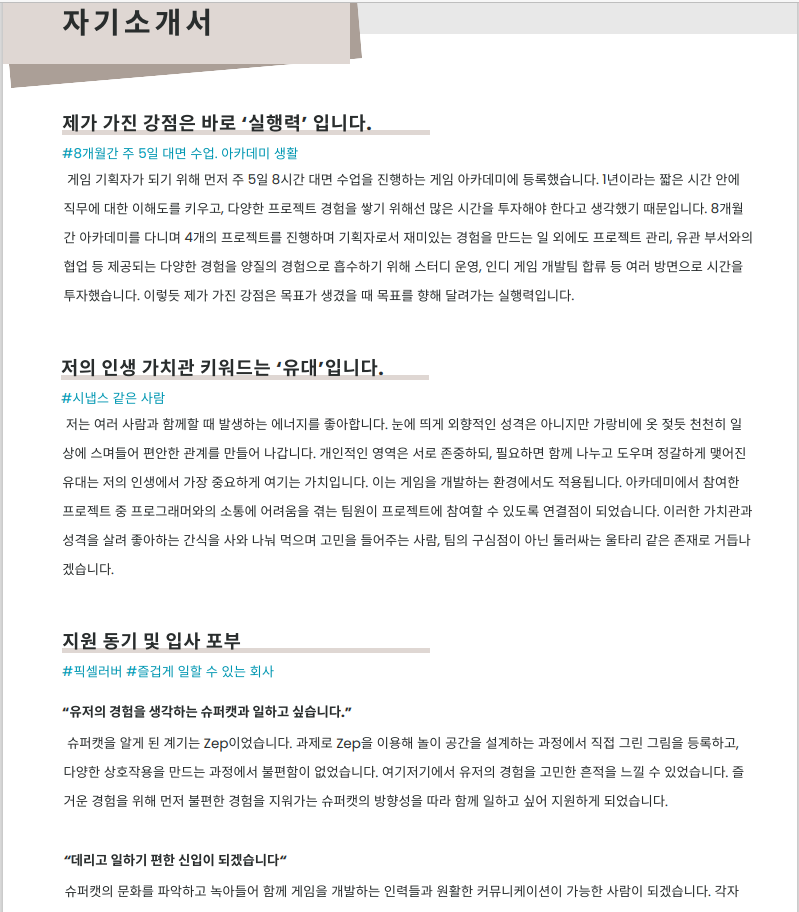 자기소개서
제가 가진 강점은 바로 ‘실행력’ 입니다.
#8개월간 주 5일 대면 수업. 아카데미 생활
게임 기획자가 되기 위해 먼저 주 5일 8시간 대면 수업을 진행하는 게임 아카데미에 등록했습니다. 1년이라는 짧은 시간 안에
직무에 대한 이해도를 키우고, 다양한 프로젝트 경험을 쌓기 위해선 많은 시간을 투자해야 한다고 생각했기 때문입니다. 8개월
간 아카데미를 다니며 4개의 프로젝트를 진행하며 기획자로서 재미있는 경험을 만드는 일 외에도 프로젝트 관리, 유관 부서와의
협업 등 제공되는 다양한 경험을 양질의 경험으로 흡수하기 위해 스터디 운영, 인디 게임 개발팀 합류 등 여러 방면으로 시간을
투자했습니다. 이렇듯 제가 가진 강점은 목표가 생겼을 때 목표를 향해 달려가는 실행력입니다.
저의 인생 가치관 키워드는 ‘유대’입니다.
#시냅스 같은 사람
저는 여러 사람과 함께할 때 발생하는 에너지를 좋아합니다. 눈에 띄게 외향적인 성격은 아니지만 가랑비에 옷 젖듯 천천히 일
상에 스며들어 편안한 관계를 만들어 나갑니다. 개인적인 영역은 서로 존중하되, 필요하면 함께 나누고 도우며 정갈하게 맺어진
유대는 저의 인생에서 가장 중요하게 여기는 가치입니다. 이는 게임을 개발하는 환경에서도 적용됩니다. 아카데미에서 참여한
프로젝트 중 프로그래머와의 소통에 어려움을 겪는 팀원이 프로젝트에 참여할 수 있도록 연결점이 되었습니다. 이러한 가치관과
성격을 살려 좋아하는 간식을 사와 나눠 먹으며 고민을 들어주는 사람, 팀의 구심점이 아닌 둘러싸는 울타리 같은 존재로 거듭나
겠습니다.
지원 동기 및 입사 포부
#픽셀러버 #즐겁게 일할 수 있는 회사
“유저의 경험을 생각하는 슈퍼캣과 일하고 싶습니다.”
슈퍼캣을 알게 된 계기는 Zep이었습니다. 과제로 Zep을 이용해 놀이 공간을 설계하는 과정에서 직접 그린 그림을 등록하고,
다양한 상호작용을 만드는 과정에서 불편함이 없었습니다. 여기저기에서 유저의 경험을 고민한 흔적을 느낄 수 있었습니다. 즐
거운 경험을 위해 먼저 불편한 경험을 지워가는 슈퍼캣의 방향성을 따라 함께 일하고 싶어 지원하게 되었습니다.
“데리고 일하기 편한 신입이 되겠습니다“
슈퍼캣의 문화를 파악하고 녹아들어 함께 게임을 개발하는 인력들과 원활한 커뮤니케이션이 가능한 사람이 되겠습니다. 각자